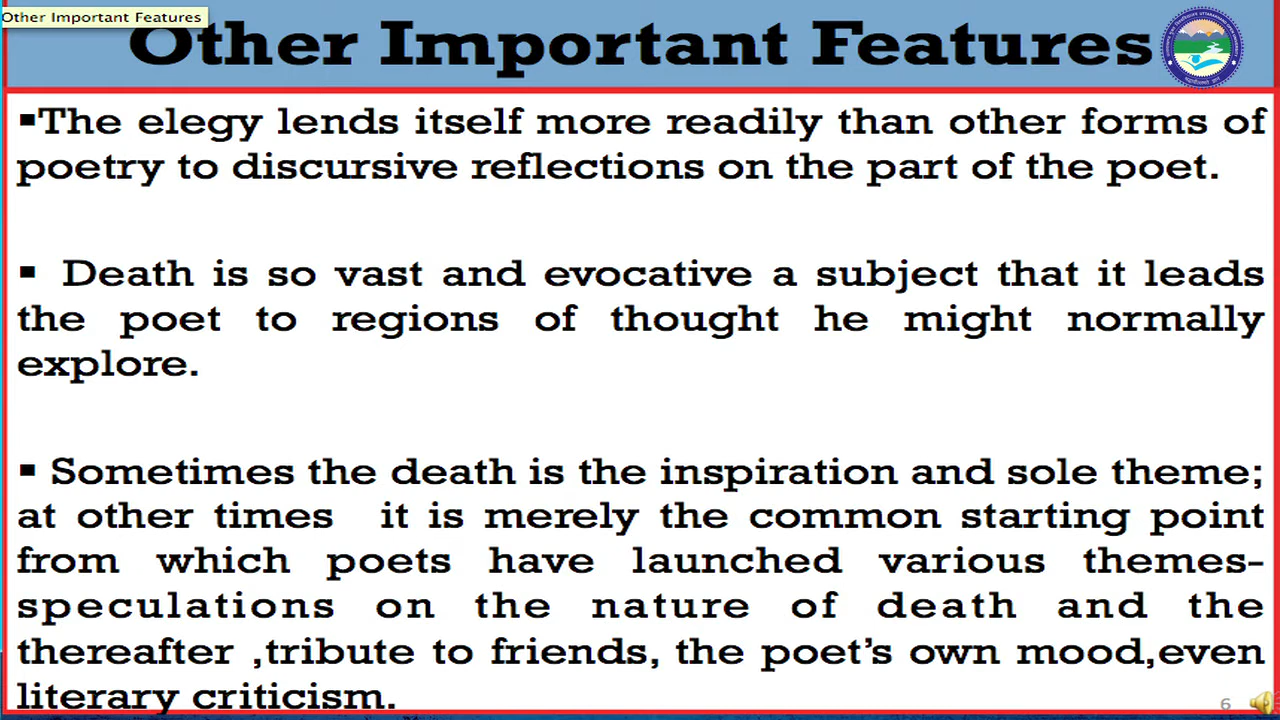 Other Important Features
Other Important Features
▪The elegy lends itself more readily than other forms of
poetry to discursive reflections on the part of the poet.
▪ Death is so vast and evocative a subject that it leads
the poet to regions of thought he might normally
explore.
▪ Sometimes the death is the inspiration and sole theme;
at other times it is merely the common starting point
from which poets have launched various themes-
speculations on the nature of death and the
thereafter ,tribute to friends, the poet’s own mood,even
literary criticism.
6